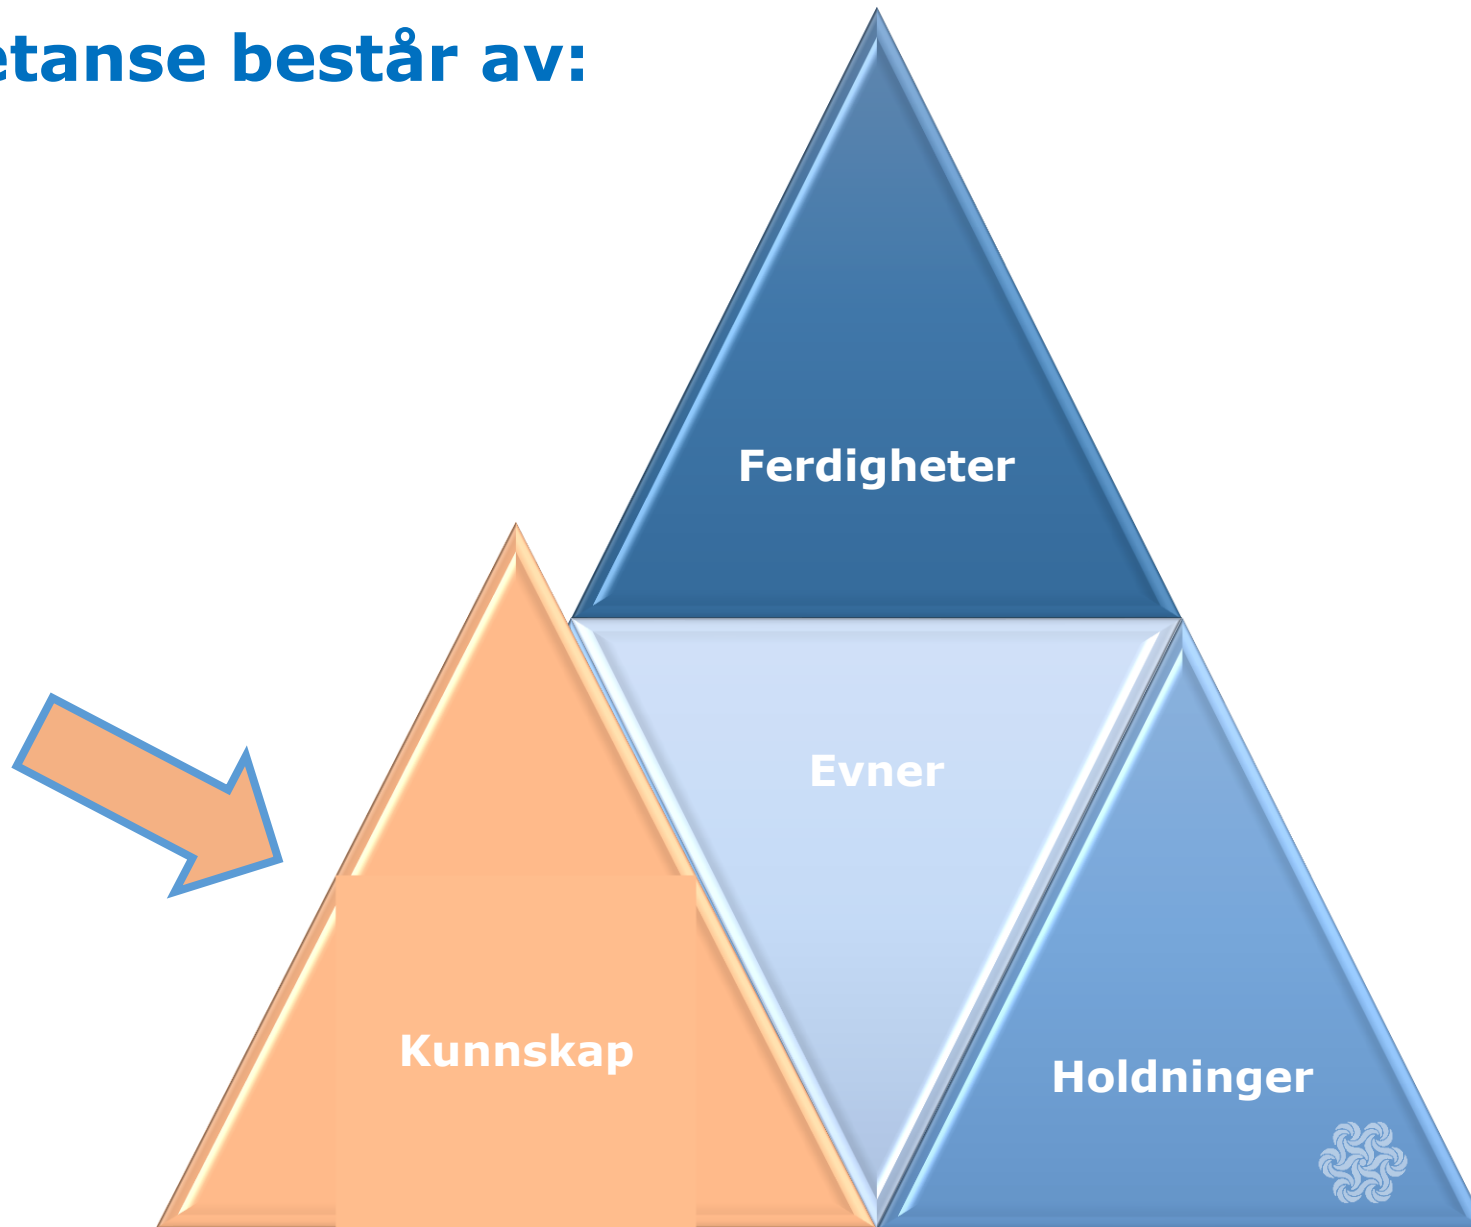 etanse består av:
Ferdigheter
Evner
Kunnskap
Holdninger